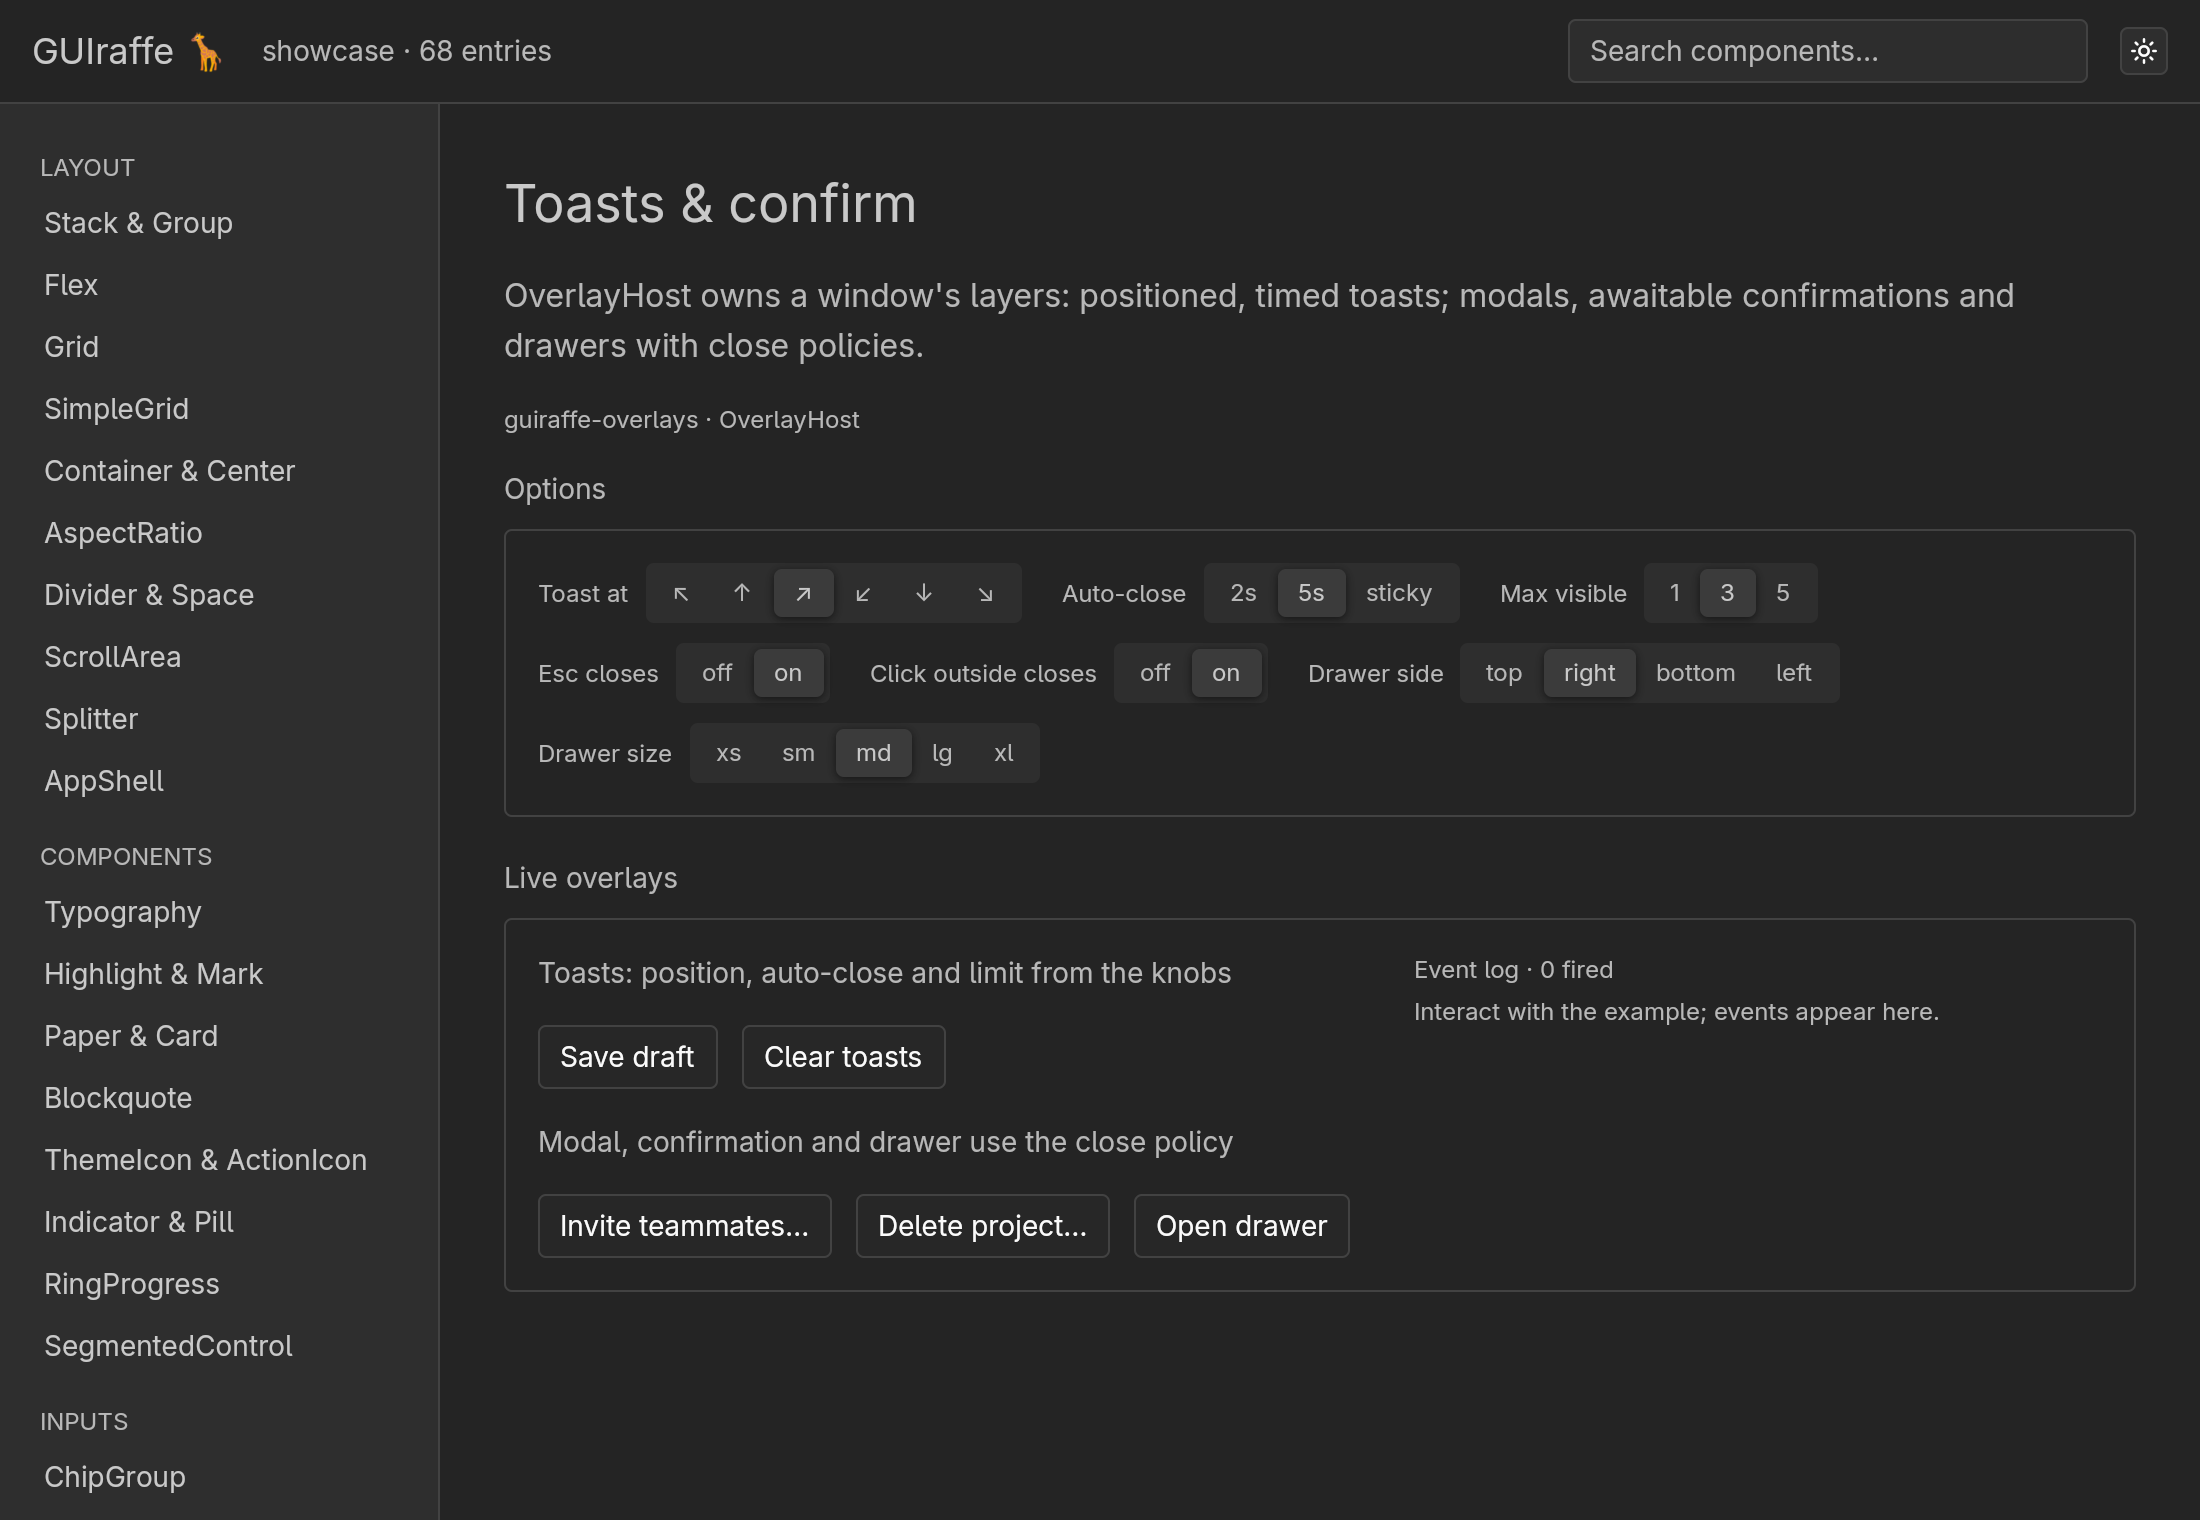 GUIraffe 🦒 showcase · 68 entries
Search components...
LAYOUT
Stack & Group
Flex
Grid
SimpleGrid
Container & Center
AspectRatio
Divider & Space
ScrollArea
Splitter
AppShell
COMPONENTS
Typography
Highlight & Mark
Paper & Card
Blockquote
ThemeIcon & ActionIcon
Indicator & Pill
RingProgress
SegmentedControl
INPUTS
ChipGroup
Toasts & confirm
OverlayHost owns a window's layers: positioned, timed toasts; modals, awaitable confirmations and
drawers with close policies.
guiraffe-overlays · OverlayHost
Options
Toast at ↖ ↑ ↗ ↙ ↓ ↘ Auto-close 2s 5s sticky Max visible 1 3 5
Esc closes off on Click outside closes off on Drawer side top right bottom left
Drawer size xs sm md lg xl
Live overlays
Toasts: position, auto-close and limit from the knobs
Save draft Clear toasts
Modal, confirmation and drawer use the close policy
Invite teammates... Delete project... Open drawer
Event log · 0 fired
Interact with the example; events appear here.